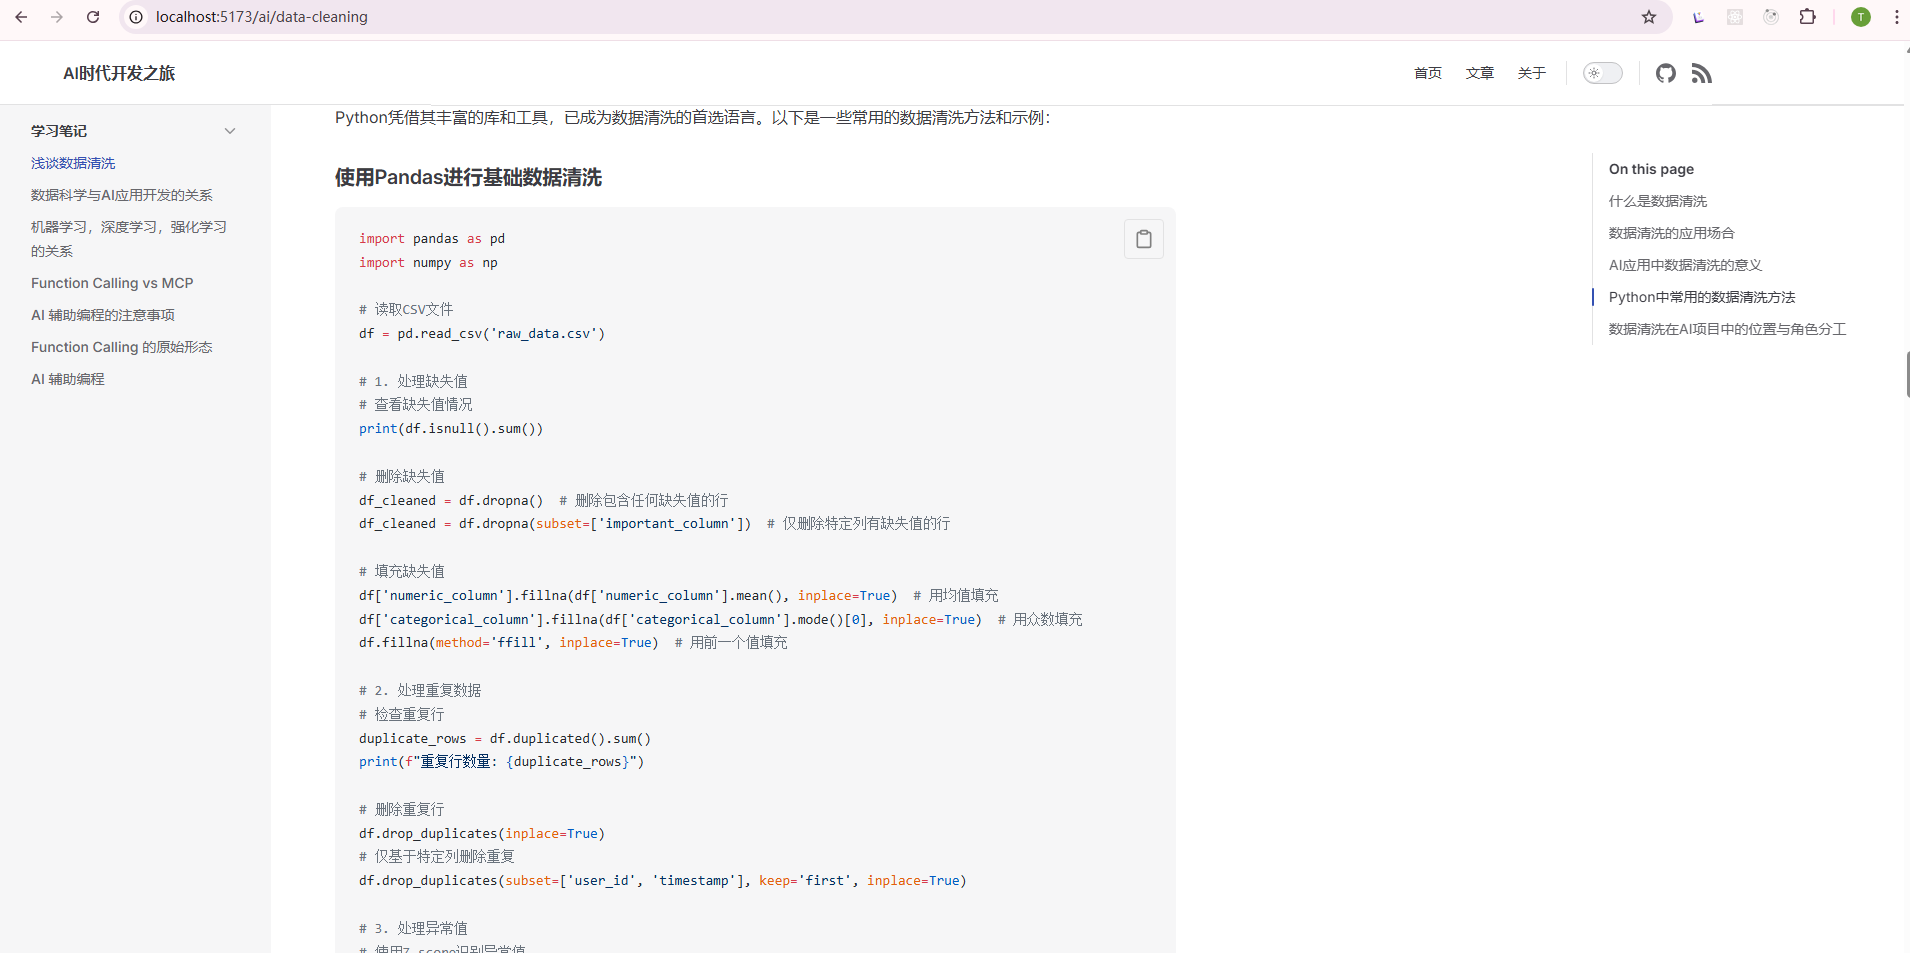 localhost:5173/ai/data-cleaning
T
AI时代开发之旅
首页
文章
关于
学习笔记
浅谈数据清洗
数据科学与AI应用开发的关系
机器学习，深度学习，强化学习
的关系
Function Calling vs MCP
AI 辅助编程的注意事项
Function Calling 的原始形态
AI 辅助编程
Python凭借其丰富的库和工具，已成为数据清洗的首选语言。以下是一些常用的数据清洗方法和示例：
使用Pandas进行基础数据清洗
import pandas as pd
import numpy as np
# 读取CSV文件
df = pd.read_csv('raw_data.csv')
# 1. 处理缺失值
# 查看缺失值情况
print(df.isnull().sum())
# 删除缺失值
df_cleaned = df.dropna()  # 删除包含任何缺失值的行
df_cleaned = df.dropna(subset=['important_column'])  # 仅删除特定列有缺失值的行
# 填充缺失值
df['numeric_column'].fillna(df['numeric_column'].mean(), inplace=True)  # 用均值填充
df['categorical_column'].fillna(df['categorical_column'].mode()[0], inplace=True)  # 用众数填充
df.fillna(method='ffill', inplace=True)  # 用前一个值填充
# 2. 处理重复数据
# 检查重复行
duplicate_rows = df.duplicated().sum()
print(f"重复行数量: {duplicate_rows}")
# 删除重复行
df.drop_duplicates(inplace=True)
# 仅基于特定列删除重复
df.drop_duplicates(subset=['user_id', 'timestamp'], keep='first', inplace=True)
# 3. 处理异常值
# 使用Z-score识别异常值
On this page
什么是数据清洗
数据清洗的应用场合
AI应用中数据清洗的意义
Python中常用的数据清洗方法
数据清洗在AI项目中的位置与角色分工